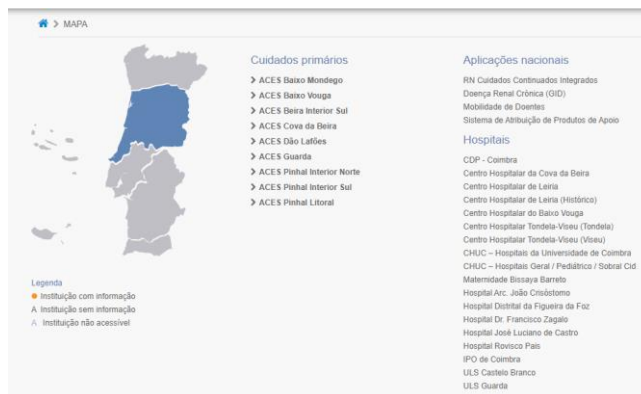 > MAPA
Cuidados primários
> ACES Baixo Mondego
> ACES Baixo Vouga
> ACES Beira Interior Sul
> ACES Cova da Beira
> ACES Dão Lafões
> ACES Guarda
> ACES Pinhal Interior Norte
> ACES Pinhal Interior Sul
> ACES Pinhal Litoral
Legenda
Instituição com informação
A Instituição sem informação
A Instituição não acessível
Aplicações nacionais
RN Cuidados Continuados Integrados
Doença Renal Crónica (GID)
Mobilidade de Doentes
Sistema de Atribuição de Produtos de Apoio
Hospitais
CDP - Coimbra
Centro Hospitalar da Cova da Beira
Centro Hospitalar de Leiria
Centro Hospitalar de Leiria (Histórico)
Centro Hospitalar do Baixo Vouga
Centro Hospitalar Tondela-Viseu (Tondela)
Centro Hospitalar Tondela-Viseu (Viseu)
CHUC – Hospitais da Universidade de Coimbra
CHUC – Hospitais Geral / Pediátrico / Sobral Cid
Maternidade Bissaya Barreto
Hospital Arc. João Crisóstomo
Hospital Distrital da Figueira da Foz
Hospital Dr. Francisco Zagalo
Hospital José Luciano de Castro
Hospital Rovisco Pais
IPO de Coimbra
ULS Castelo Branco
ULS Guarda